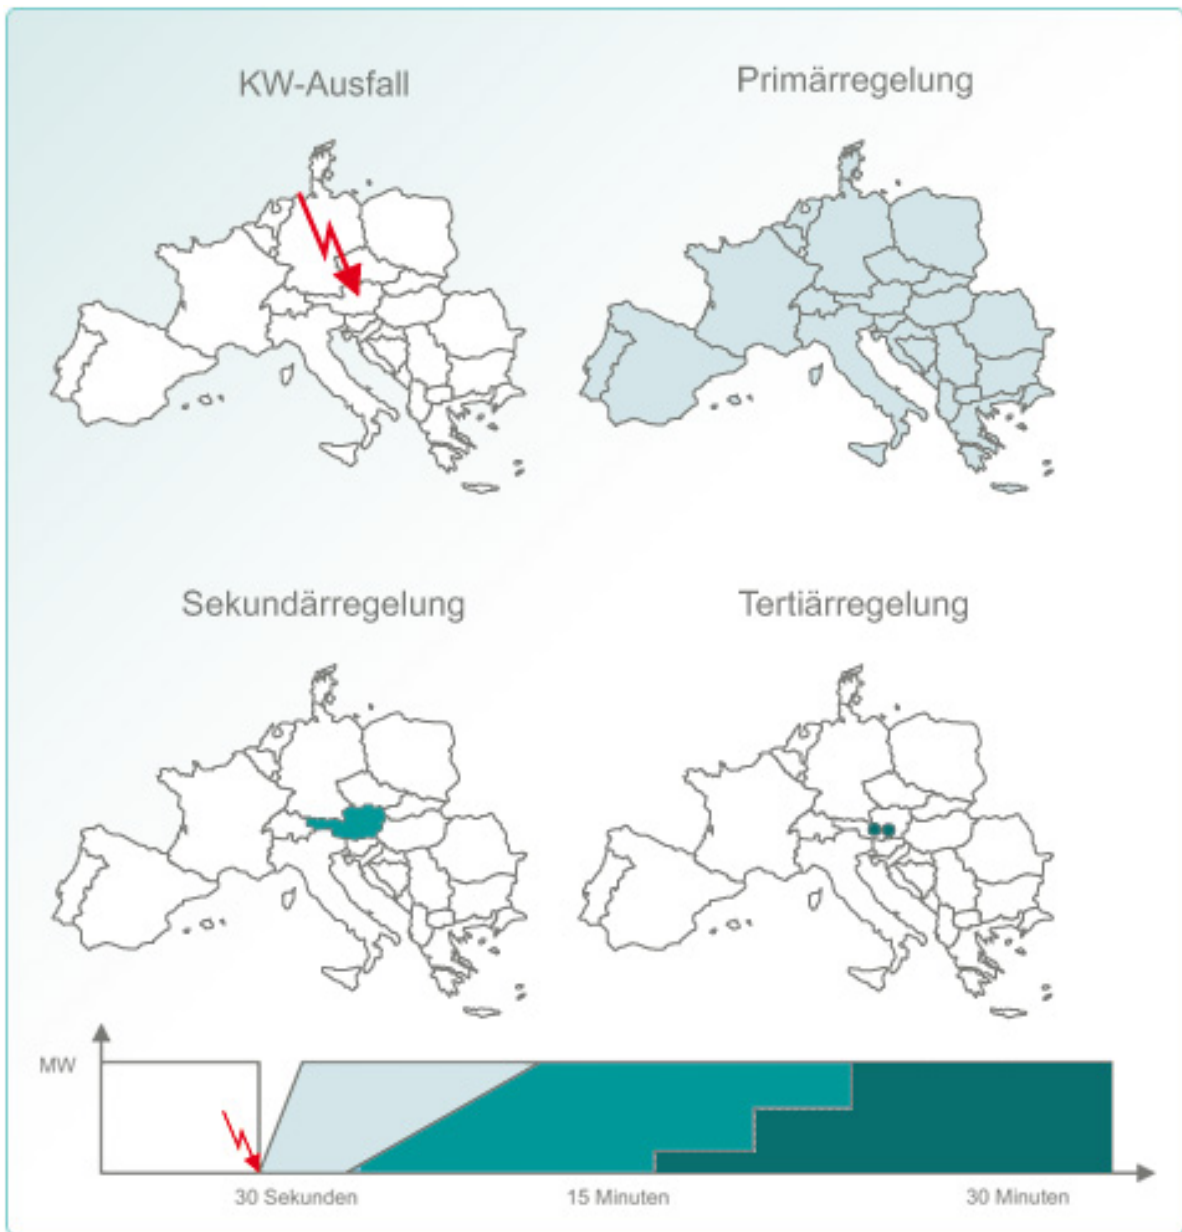 KW-Ausfall
Primärregelung
Sekundärregelung
Tertiärregelung
MW
30 Sekunden
15 Minuten
30 Minuten